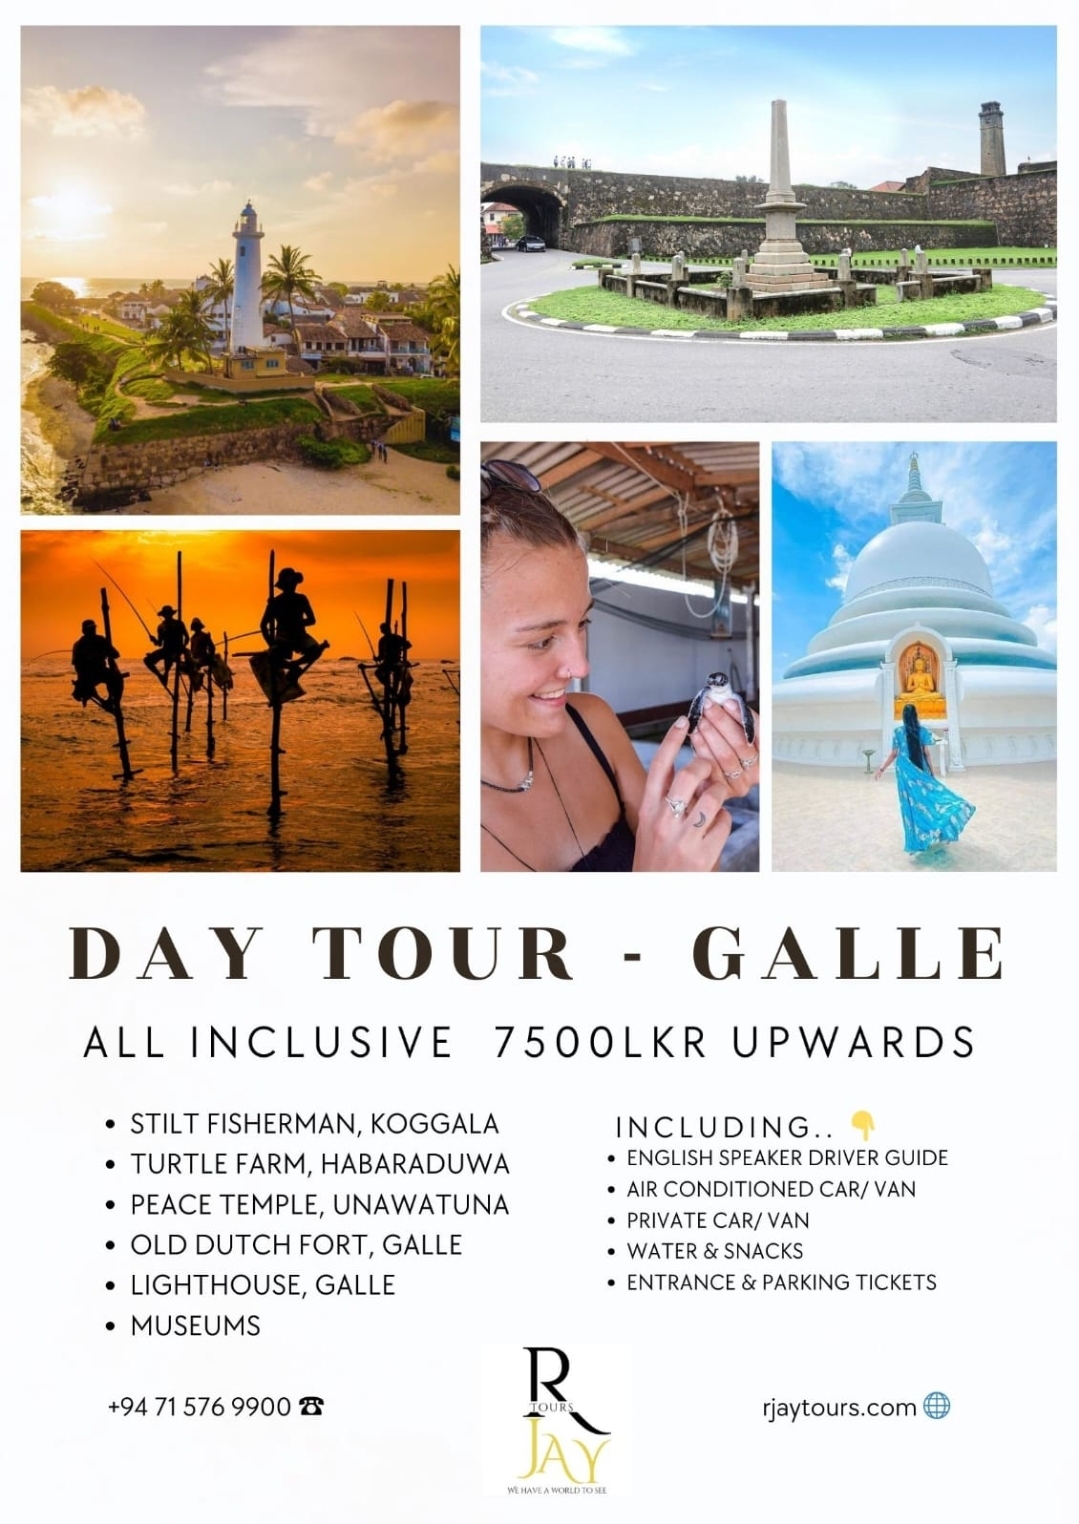 DAY TOUR - GALLE
ALL INCLUSIVE 7500LKR UPWARDS
• STILT FISHERMAN, KOGGALA
• TURTLE FARM, HABARADUWA
• PEACE TEMPLE, UNAWATUNA
• OLD DUTCH FORT, GALLE
• LIGHTHOUSE, GALLE
• MUSEUMS
INCLUDING.. 👇
• ENGLISH SPEAKER DRIVER GUIDE
• AIR CONDITIONED CAR/ VAN
• PRIVATE CAR/ VAN
• WATER & SNACKS
• ENTRANCE & PARKING TICKETS
+94 71 576 9900 ☎
R
TOURS
JAY
WE HAVE A WORLD TO SEE
rjaytours.com 🌐